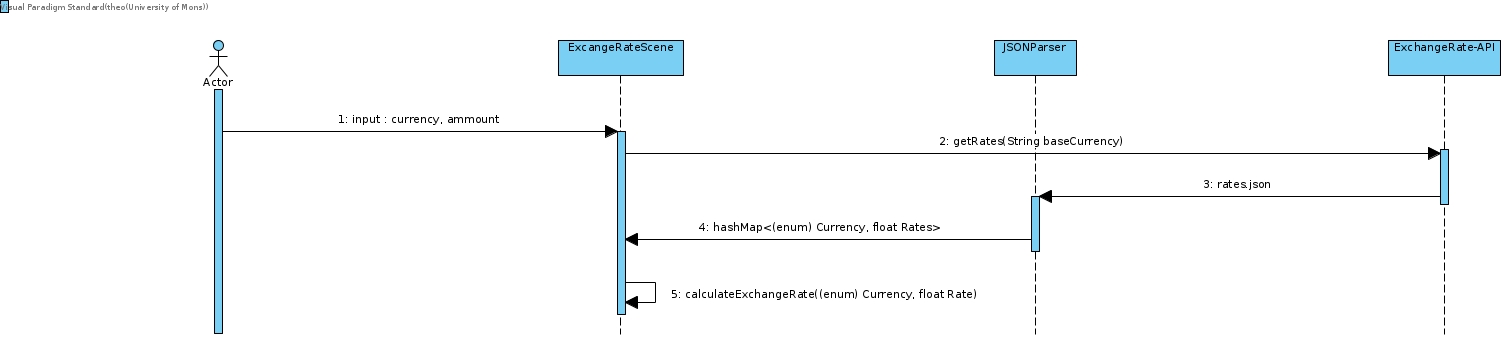 Visual Paradigm Standard(theo(University of Mons))
Actor
ExcangeRateScene
JSONParser
ExchangeRate-API
1: input : currency, ammount
2: getRates(String baseCurrency)
3: rates.json
4: hashMap<(enum) Currency, float Rates>
5: calculateExchangeRate((enum) Currency, float Rate)